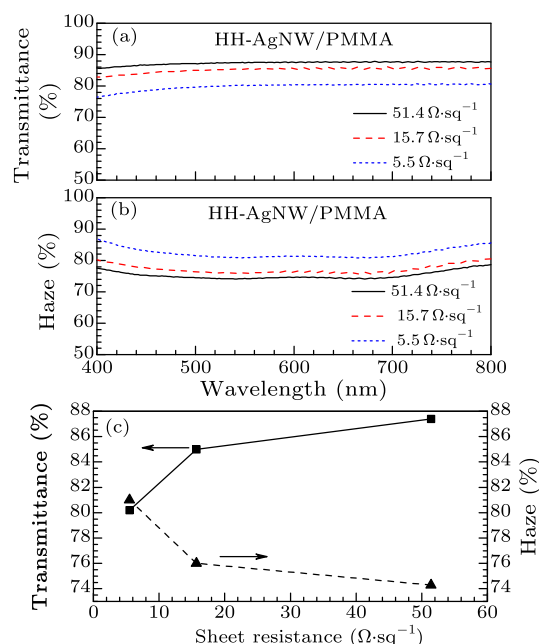 100
90
80
70
60
50
Transmittance
(%)
(a)
HH-AgNW/PMMA
51.4 Ω·sq⁻¹
15.7 Ω·sq⁻¹
5.5 Ω·sq⁻¹
100
90
80
70
60
50
Haze (%)
(b)
HH-AgNW/PMMA
51.4 Ω·sq⁻¹
15.7 Ω·sq⁻¹
5.5 Ω·sq⁻¹
400 500 600 700 800
Wavelength (nm)
88
86
84
82
80
78
76
74
Transmittance (%)
(c)
88
86
84
82
80
78
76
74
Haze (%)
0 10 20 30 40 50 60
Sheet resistance (Ω·sq⁻¹)